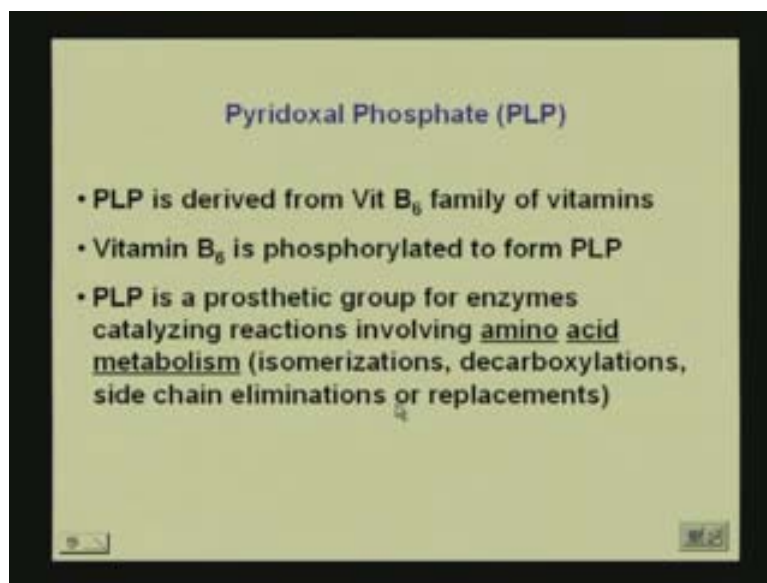 Pyridoxal Phosphate (PLP)
• PLP is derived from Vit B₆ family of vitamins
• Vitamin B₆ is phosphorylated to form PLP
• PLP is a prosthetic group for enzymes
catalyzing reactions involving amino acid
metabolism (isomerizations, decarboxylations,
side chain eliminations or replacements)